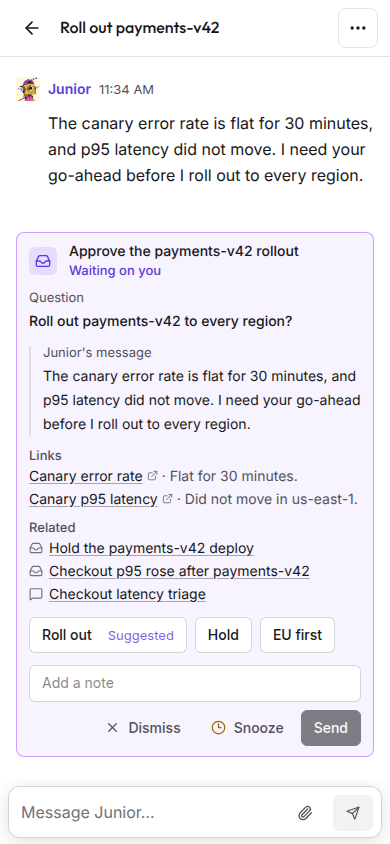 Roll out payments-v42
Junior 11:34 AM
The canary error rate is flat for 30 minutes,
and p95 latency did not move. I need your
go-ahead before I roll out to every region.
Approve the payments-v42 rollout
Waiting on you
Question
Roll out payments-v42 to every region?
Junior's message
The canary error rate is flat for 30 minutes, and
p95 latency did not move. I need your go-ahead
before I roll out to every region.
Links
Canary error rate · Flat for 30 minutes.
Canary p95 latency · Did not move in us-east-1.
Related
Hold the payments-v42 deploy
Checkout p95 rose after payments-v42
Checkout latency triage
Roll out Suggested Hold EU first
Add a note
Dismiss Snooze Send
Message Junior...